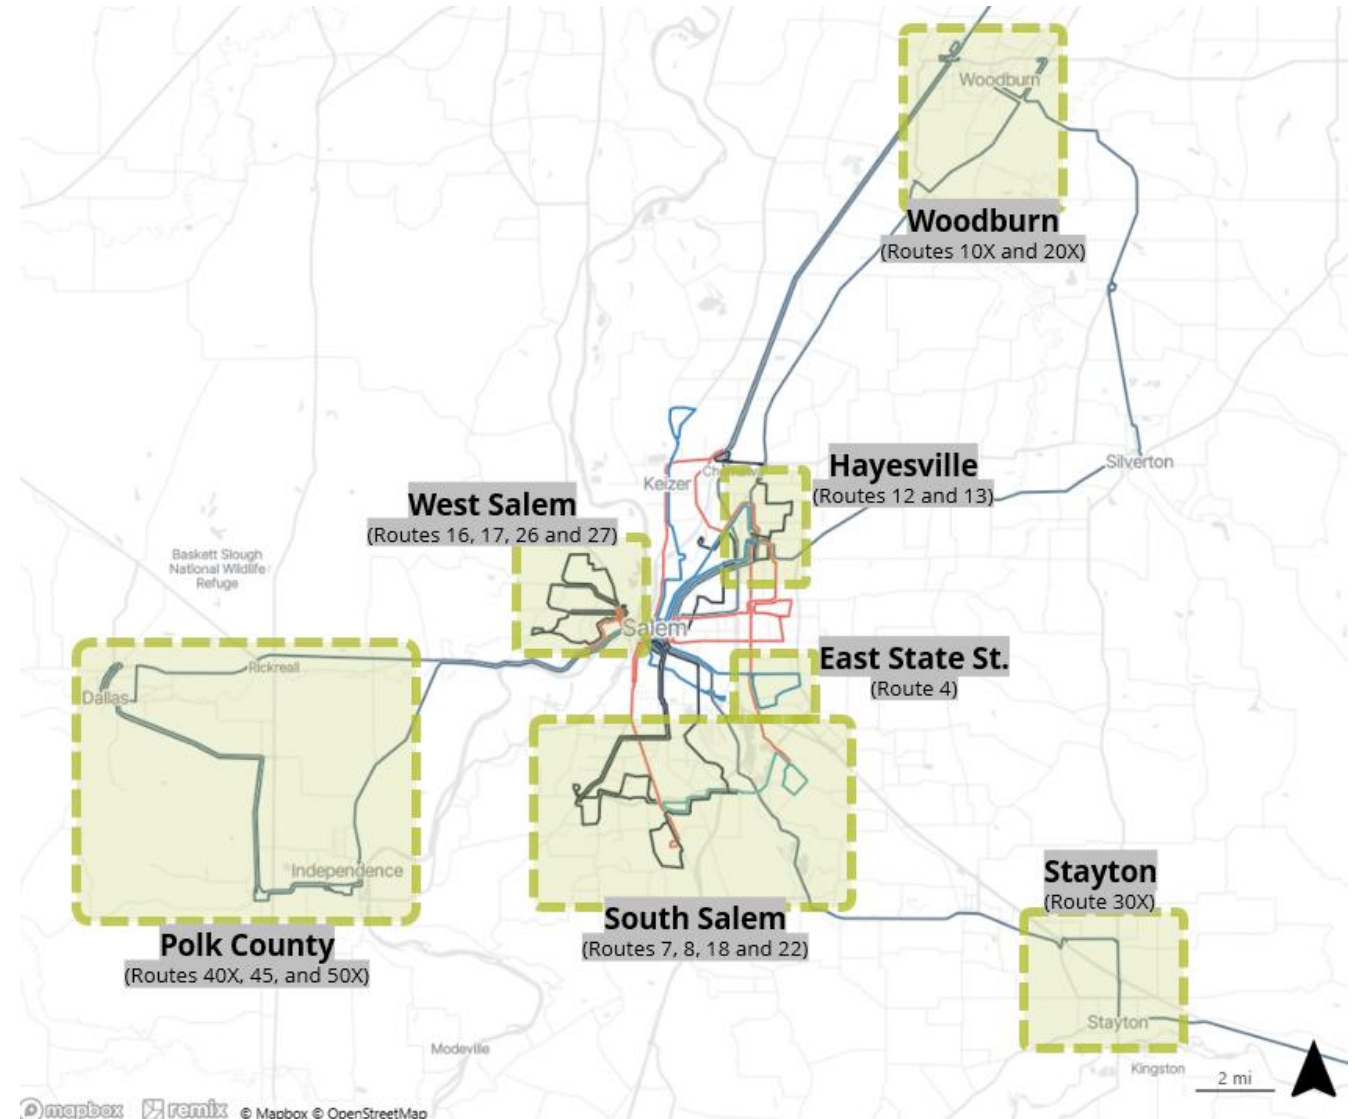 Woodburn
Woodburn
(Routes 10X and 20X)
Hayesville
(Routes 12 and 13)
Silverton
Keizer
West Salem
(Routes 16, 17, 26 and 27)
Baskett Slough
National Wildlife
Refuge
Salem
East State St.
(Route 4)
Rickreall
Dallas
Independence
Polk County
(Routes 40X, 45, and 50X)
South Salem
(Routes 7, 8, 18 and 22)
Stayton
(Route 30X)
Stayton
Modeville
Kingston
2 mi
mapbox remix © Mapbox © OpenStreetMap